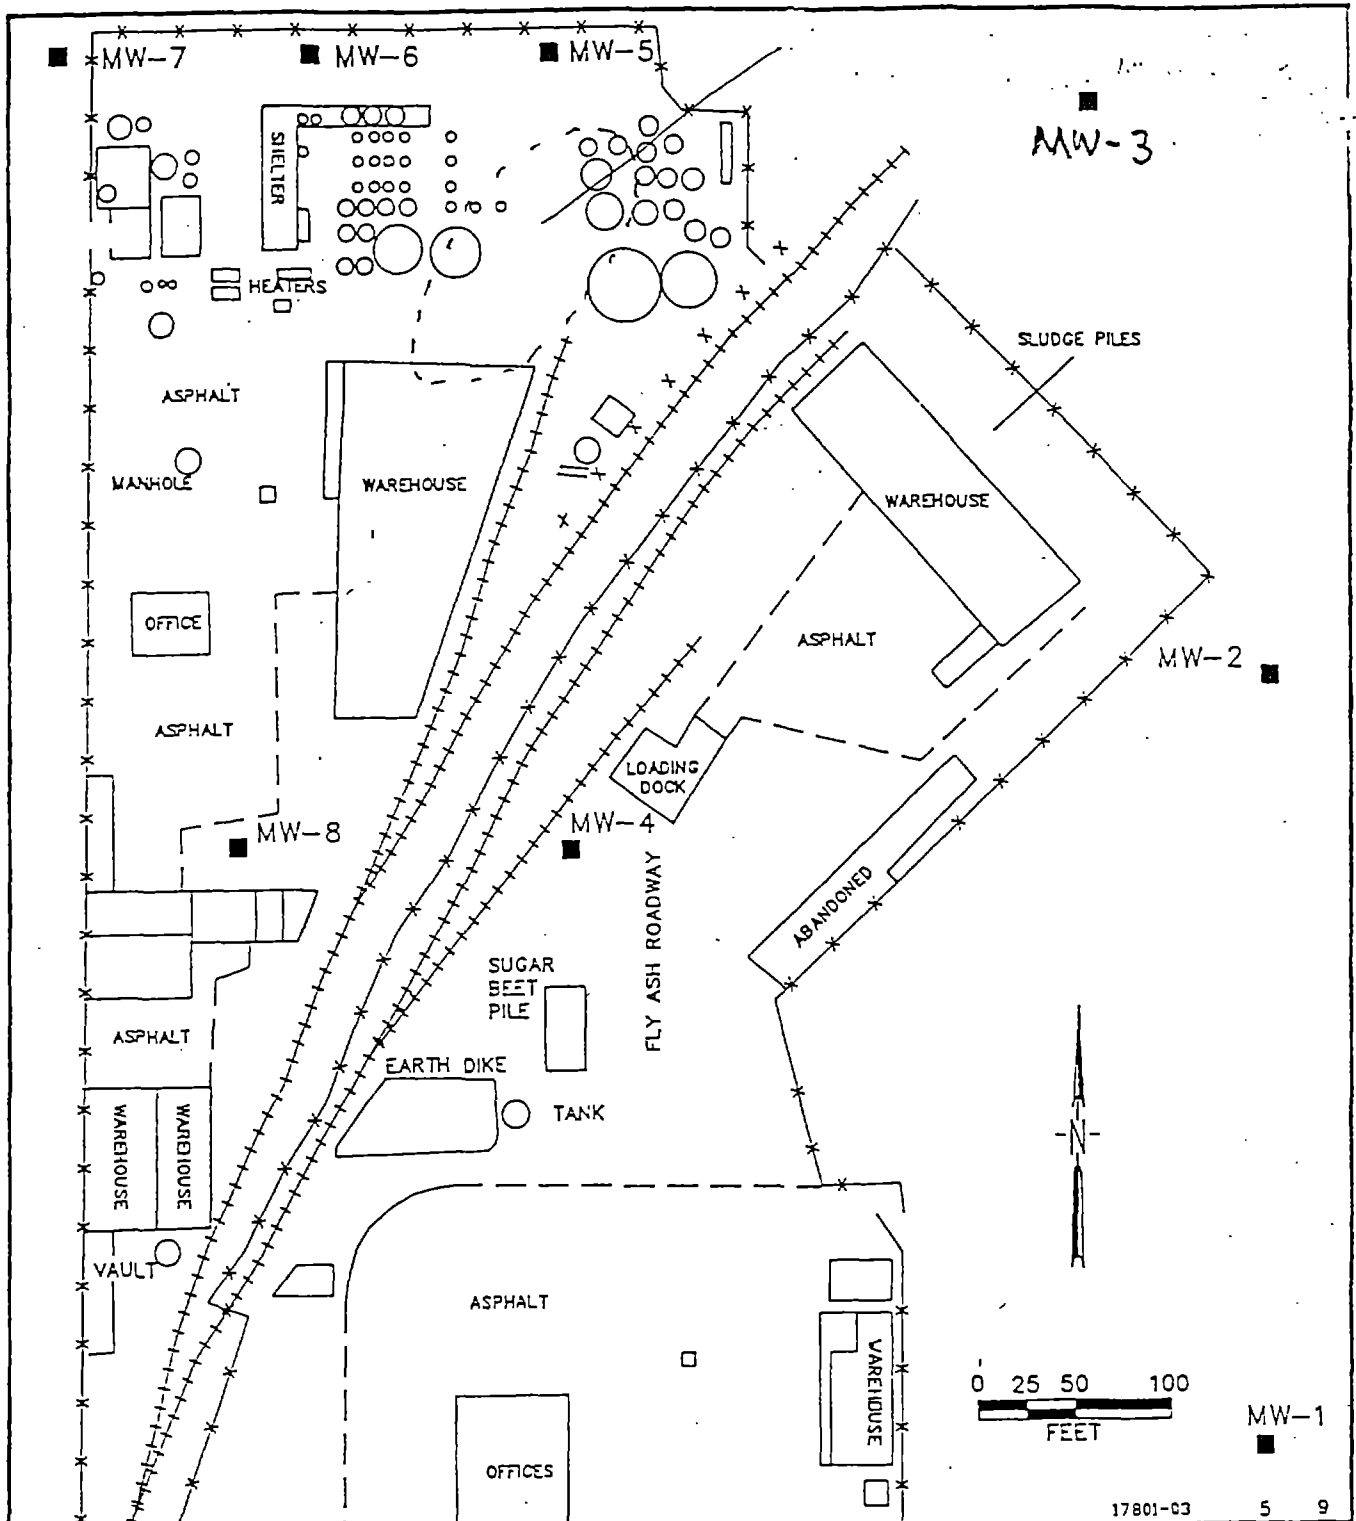 MW-7
MW-6
MW-5
MW-3
SHELTER
HEATERS
SLUDGE PILES
ASPHALT
MANHOLE
WAREHOUSE
WAREHOUSE
OFFICE
ASPHALT
MW-2
ASPHALT
LOADING
DOCK
MW-8
MW-4
FLY ASH ROADWAY
ABANDONED
SUGAR
BEET
PILE
ASPHALT
EARTH DIKE
TANK
WAREHOUSE
WAREHOUSE
N
VAULT
ASPHALT
WAREHOUSE
0 25 50 100
FEET
MW-1
OFFICES
17801-03 5 9